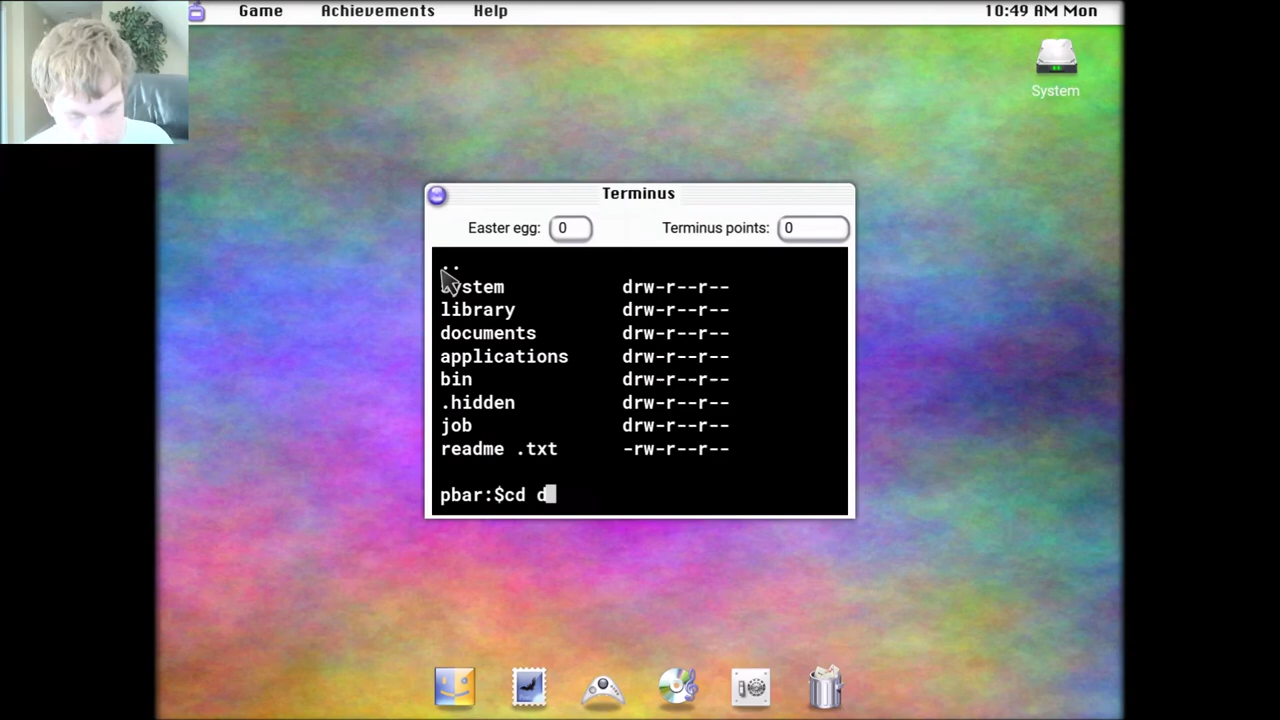 Game Achievements Help 10:49 AM Mon
System
Terminus
Easter egg: 0 Terminus points: 0
..
system drw-r--r--
library drw-r--r--
documents drw-r--r--
applications drw-r--r--
bin drw-r--r--
.hidden drw-r--r--
job drw-r--r--
readme .txt -rw-r--r--
pbar:$cd d